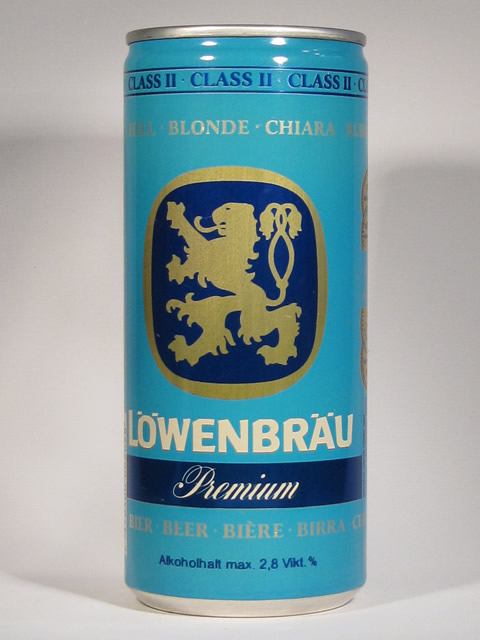 CLASS II · CLASS II · CLASS II ·
BLONDE · CHIARA
LÖWENBRÄU
Premium
BIER · BEER · BIÈRE · BIRRA ·
Alkoholhalt max. 2,8 Vikt. %